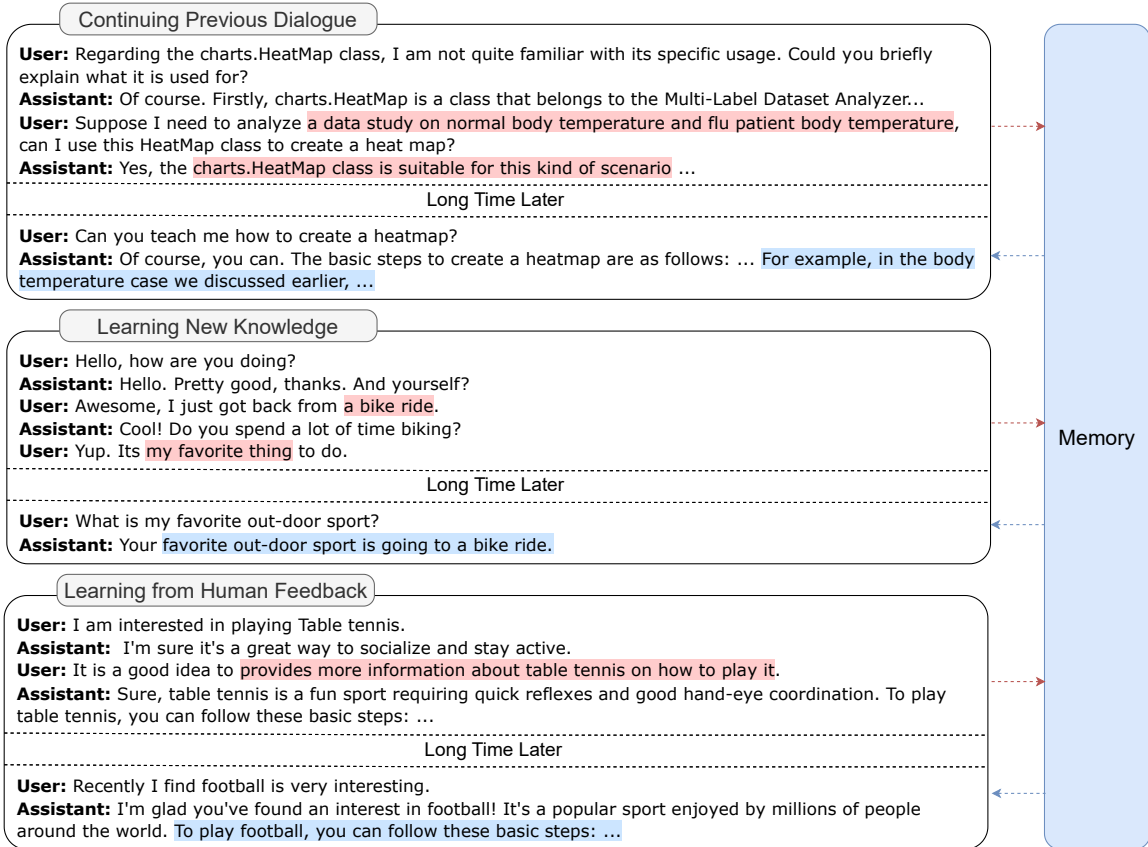 Continuing Previous Dialogue
User: Regarding the charts.HeatMap class, I am not quite familiar with its specific usage. Could you briefly
explain what it is used for?
Assistant: Of course. Firstly, charts.HeatMap is a class that belongs to the Multi-Label Dataset Analyzer...
User: Suppose I need to analyze a data study on normal body temperature and flu patient body temperature,
can I use this HeatMap class to create a heat map?
Assistant: Yes, the charts.HeatMap class is suitable for this kind of scenario ...
Long Time Later
User: Can you teach me how to create a heatmap?
Assistant: Of course, you can. The basic steps to create a heatmap are as follows: ... For example, in the body
temperature case we discussed earlier, ...
Learning New Knowledge
User: Hello, how are you doing?
Assistant: Hello. Pretty good, thanks. And yourself?
User: Awesome, I just got back from a bike ride.
Assistant: Cool! Do you spend a lot of time biking?
User: Yup. Its my favorite thing to do.
Long Time Later
User: What is my favorite out-door sport?
Assistant: Your favorite out-door sport is going to a bike ride.
Learning from Human Feedback
User: I am interested in playing Table tennis.
Assistant: I'm sure it's a great way to socialize and stay active.
User: It is a good idea to provides more information about table tennis on how to play it.
Assistant: Sure, table tennis is a fun sport requiring quick reflexes and good hand-eye coordination. To play
table tennis, you can follow these basic steps: ...
Long Time Later
User: Recently I find football is very interesting.
Assistant: I'm glad you've found an interest in football! It's a popular sport enjoyed by millions of people
around the world. To play football, you can follow these basic steps: ...
Memory